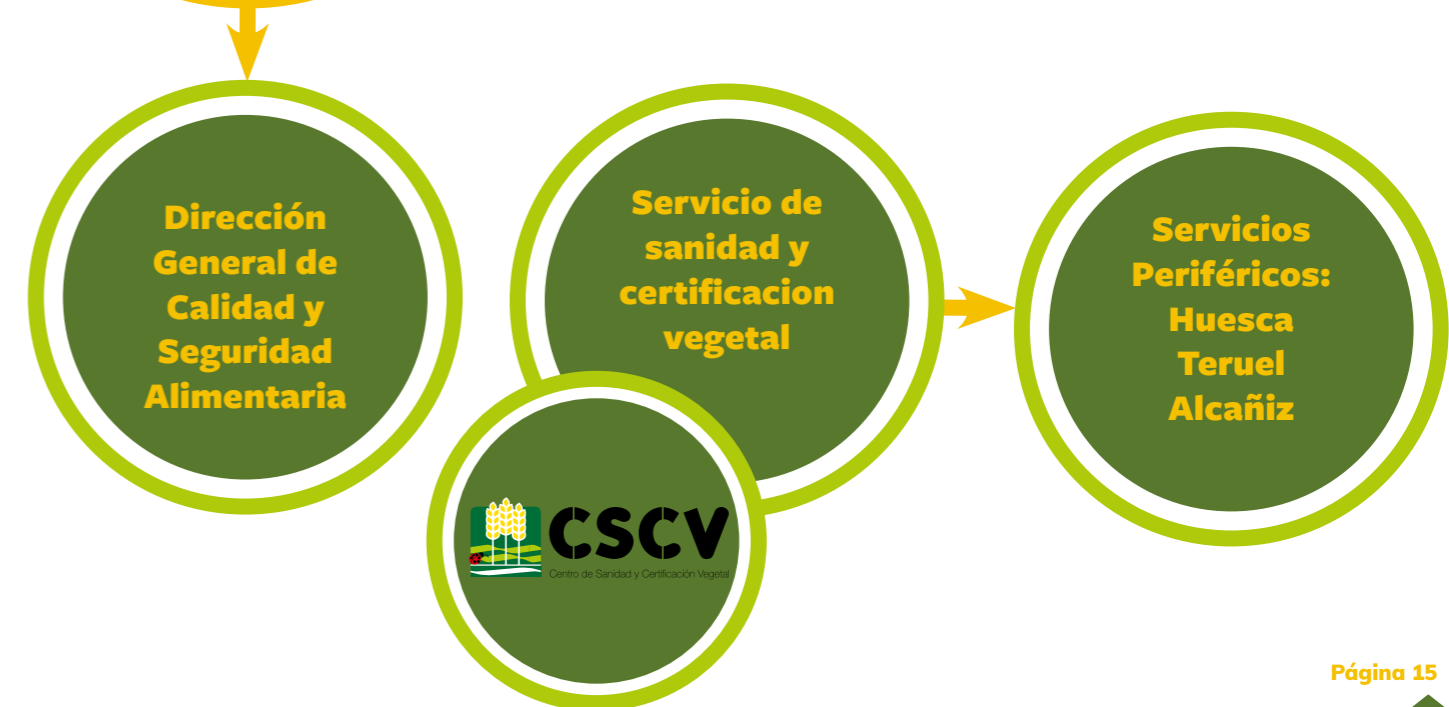 Dirección
General de
Calidad y
Seguridad
Alimentaria
Servicio de
sanidad y
certificacion
vegetal
CSCV
Centro de Sanidad y Certificación Vegetal
Servicios
Periféricos:
Huesca
Teruel
Alcañiz
Página 15